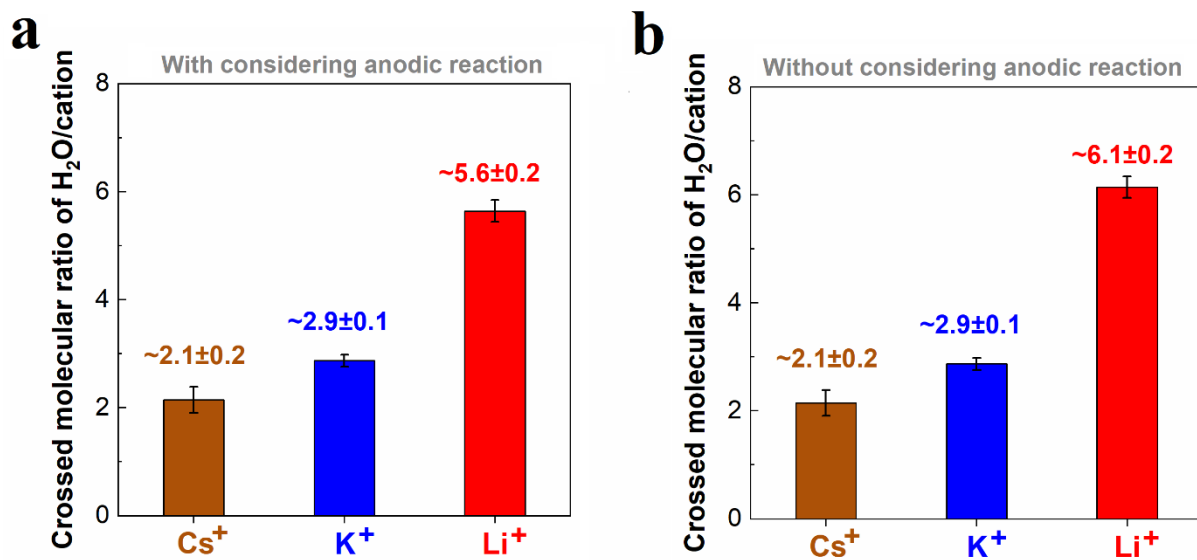 a
With considering anodic reaction
Crossed molecular ratio of H₂O/cation
8
6
4
2
0
~2.1±0.2
~2.9±0.1
~5.6±0.2
Cs⁺
K⁺
Li⁺
b
Without considering anodic reaction
Crossed molecular ratio of H₂O/cation
8
6
4
2
0
~2.1±0.2
~2.9±0.1
~6.1±0.2
Cs⁺
K⁺
Li⁺